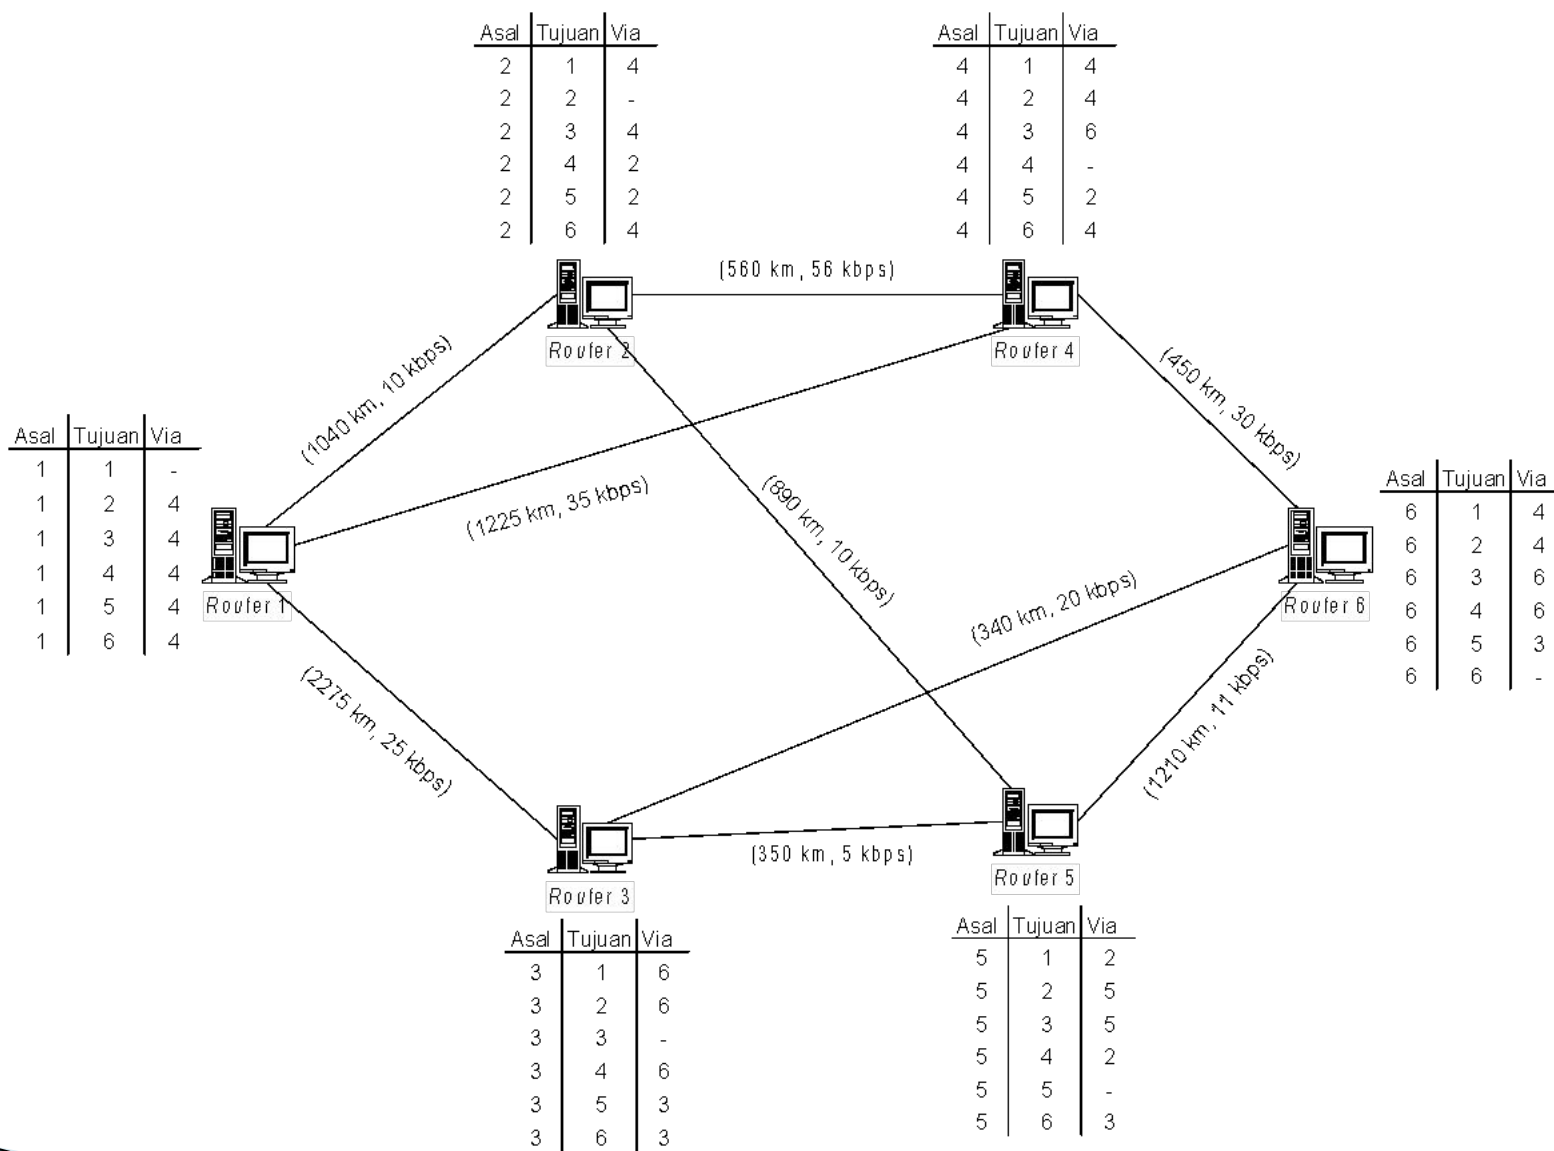 Asal Tujuan Via
2 1 4
2 2 -
2 3 4
2 4 2
2 5 2
2 6 4
Asal Tujuan Via
4 1 4
4 2 4
4 3 6
4 4 -
4 5 2
4 6 4
(560 km, 56 kbps)
Router 2
Router 4
(1040 km, 10 kbps)
(450 km, 30 kbps)
Asal Tujuan Via
1 1 -
1 2 4
1 3 4
1 4 4
1 5 4
1 6 4
Router 1
(1225 km, 35 kbps)
(890 km, 10 kbps)
Asal Tujuan Via
6 1 4
6 2 4
6 3 6
6 4 6
6 5 3
6 6 -
Router 6
(340 km, 20 kbps)
(2275 km, 25 kbps)
(1210 km, 11 kbps)
(350 km, 5 kbps)
Router 3
Router 5
Asal Tujuan Via
3 1 6
3 2 6
3 3 -
3 4 6
3 5 3
3 6 3
Asal Tujuan Via
5 1 2
5 2 5
5 3 5
5 4 2
5 5 -
5 6 3